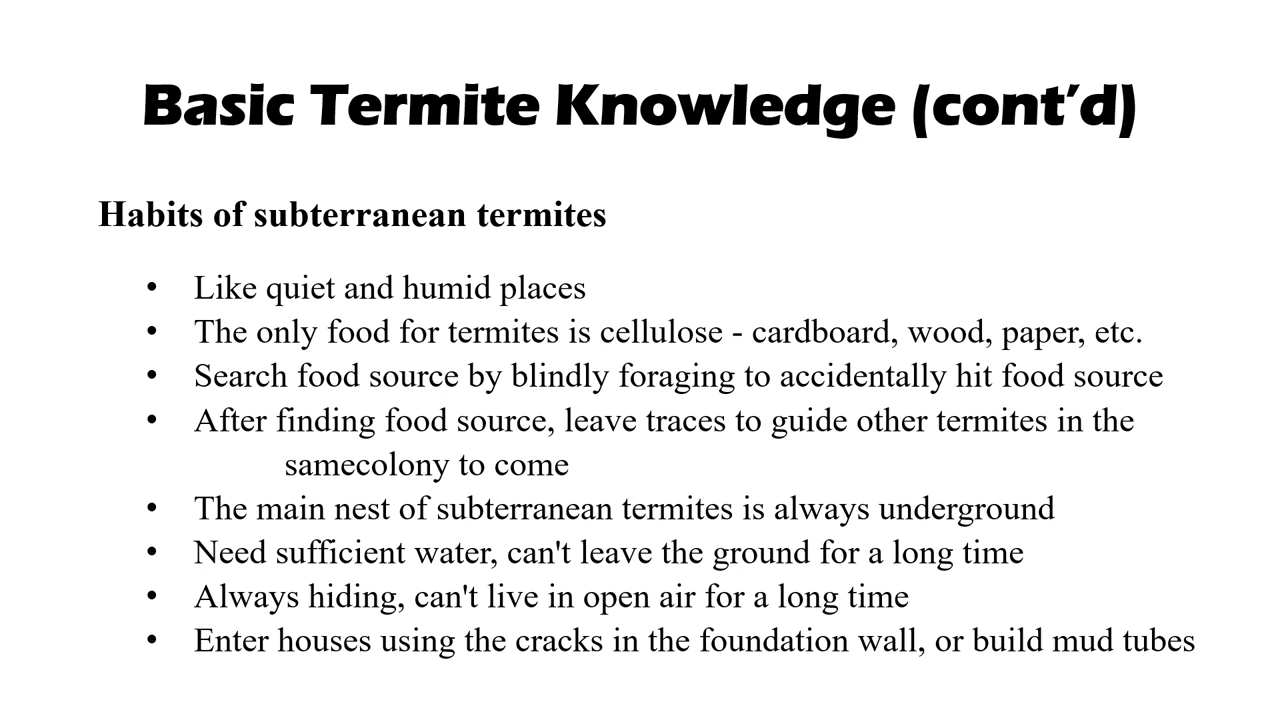 Basic Termite Knowledge (cont’d)
Habits of subterranean termites
• Like quiet and humid places
• The only food for termites is cellulose - cardboard, wood, paper, etc.
• Search food source by blindly foraging to accidentally hit food source
• After finding food source, leave traces to guide other termites in the
samecolony to come
• The main nest of subterranean termites is always underground
• Need sufficient water, can't leave the ground for a long time
• Always hiding, can't live in open air for a long time
• Enter houses using the cracks in the foundation wall, or build mud tubes